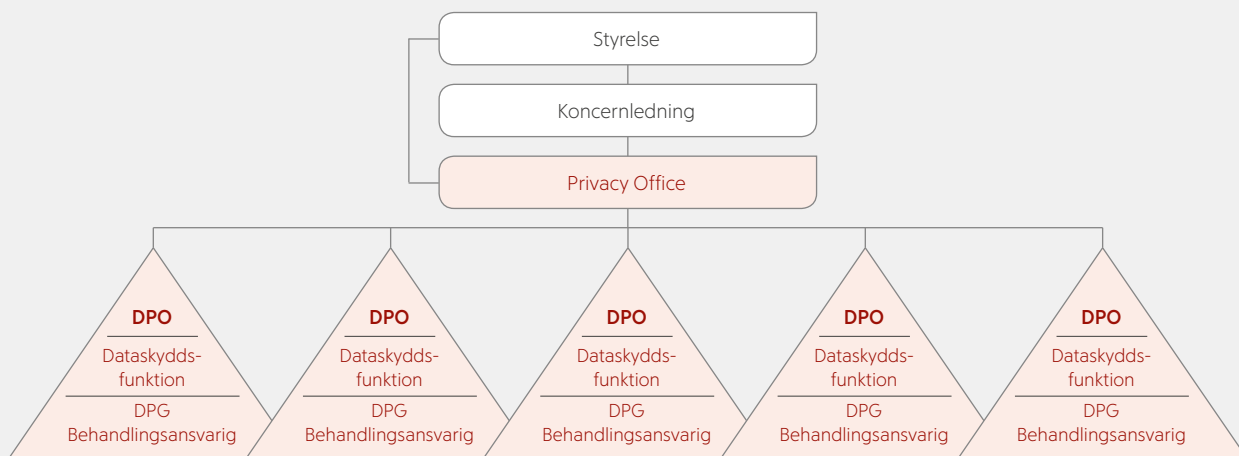 Styrelse
Koncernledning
Privacy Office
DPO
Dataskydds-
funktion
DPG
Behandlingsansvarig
DPO
Dataskydds-
funktion
DPG
Behandlingsansvarig
DPO
Dataskydds-
funktion
DPG
Behandlingsansvarig
DPO
Dataskydds-
funktion
DPG
Behandlingsansvarig
DPO
Dataskydds-
funktion
DPG
Behandlingsansvarig